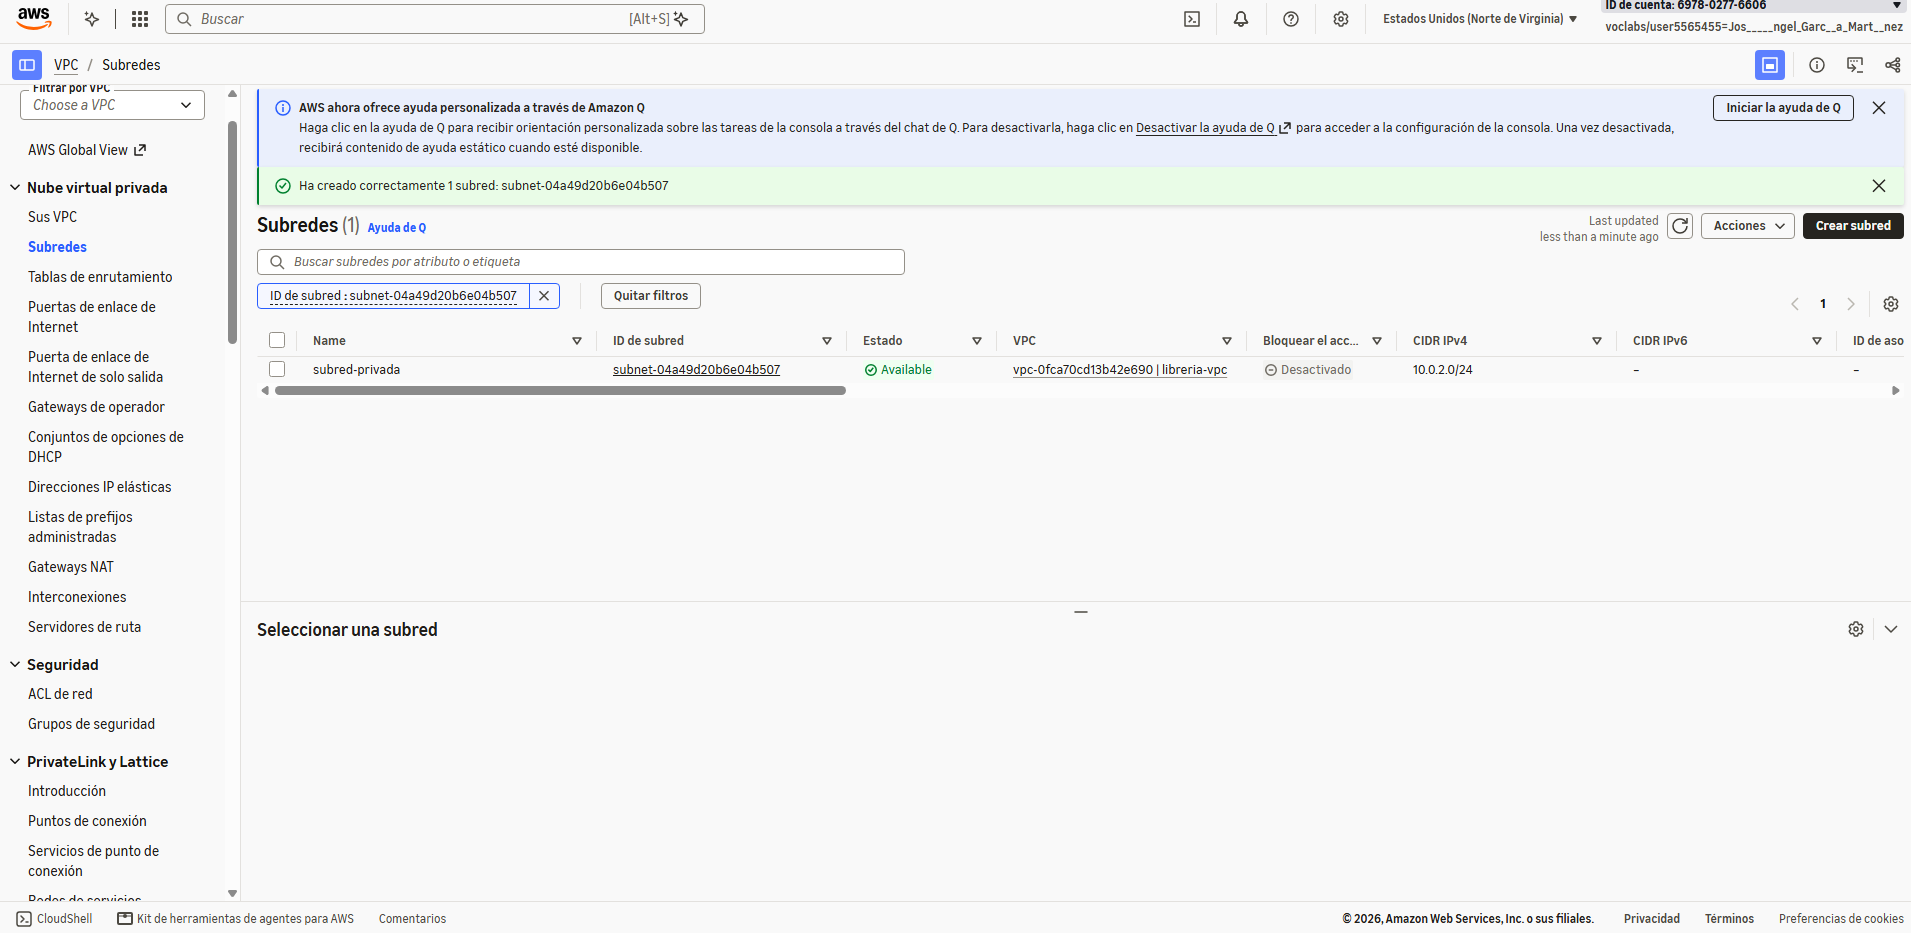 aws
Buscar
[Alt+S]
Estados Unidos (Norte de Virginia)
ID de cuenta: 6978-0277-6606
voclabs/user5565455=Jos_____ngel_Garc__a_Mart__nez
VPC / Subredes
Filtrar por VPC
Choose a VPC
AWS Global View
Nube virtual privada
Sus VPC
Subredes
Tablas de enrutamiento
Puertas de enlace de
Internet
Puerta de enlace de
Internet de solo salida
Gateways de operador
Conjuntos de opciones de
DHCP
Direcciones IP elásticas
Listas de prefijos
administradas
Gateways NAT
Interconexiones
Servidores de ruta
Seguridad
ACL de red
Grupos de seguridad
PrivateLink y Lattice
Introducción
Puntos de conexión
Servicios de punto de
conexión
Redes de servicios
AWS ahora ofrece ayuda personalizada a través de Amazon Q
Haga clic en la ayuda de Q para recibir orientación personalizada sobre las tareas de la consola a través del chat de Q. Para desactivarla, haga clic en Desactivar la ayuda de Q para acceder a la configuración de la consola. Una vez desactivada,
recibirá contenido de ayuda estático cuando esté disponible.
Iniciar la ayuda de Q
Ha creado correctamente 1 subred: subnet-04a49d20b6e04b507
Subredes (1) Ayuda de Q
Last updated
less than a minute ago
Acciones
Crear subred
Buscar subredes por atributo o etiqueta
ID de subred : subnet-04a49d20b6e04b507
Quitar filtros
1
Name ID de subred Estado VPC Bloquear el acc... CIDR IPv4 CIDR IPv6 ID de aso
subred-privada subnet-04a49d20b6e04b507 Available vpc-0fca70cd13b42e690 | libreria-vpc Desactivado 10.0.2.0/24 – –
Seleccionar una subred
CloudShell
Kit de herramientas de agentes para AWS
Comentarios
© 2026, Amazon Web Services, Inc. o sus filiales.
Privacidad
Términos
Preferencias de cookies